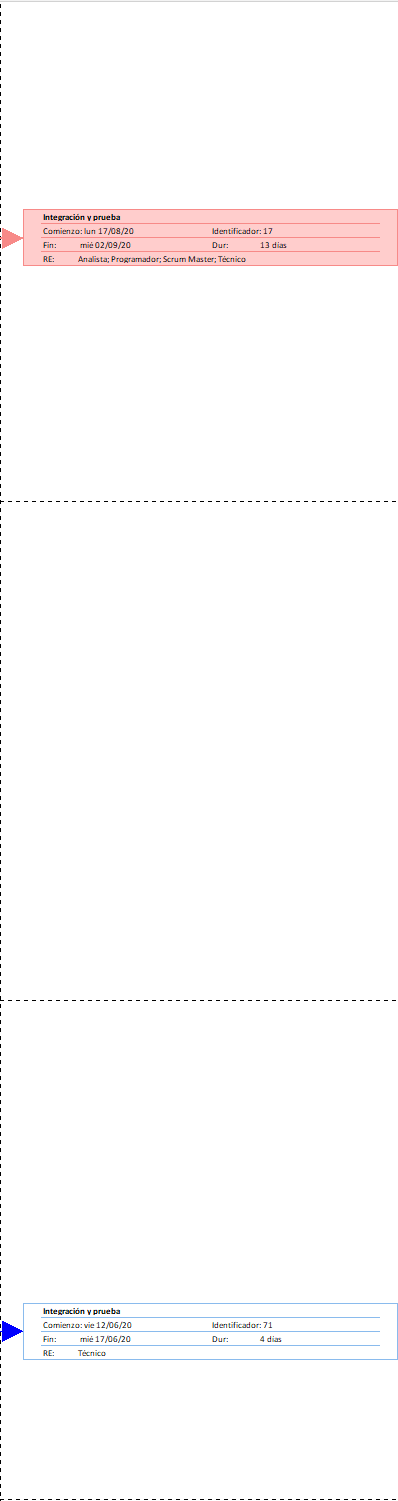 Integración y prueba
Comienzo: lun 17/08/20 Identificador: 17
Fin: mié 02/09/20 Dur: 13 días
RE: Analista; Programador; Scrum Master; Técnico
Integración y prueba
Comienzo: vie 12/06/20 Identificador: 71
Fin: mié 17/06/20 Dur: 4 días
RE: Técnico